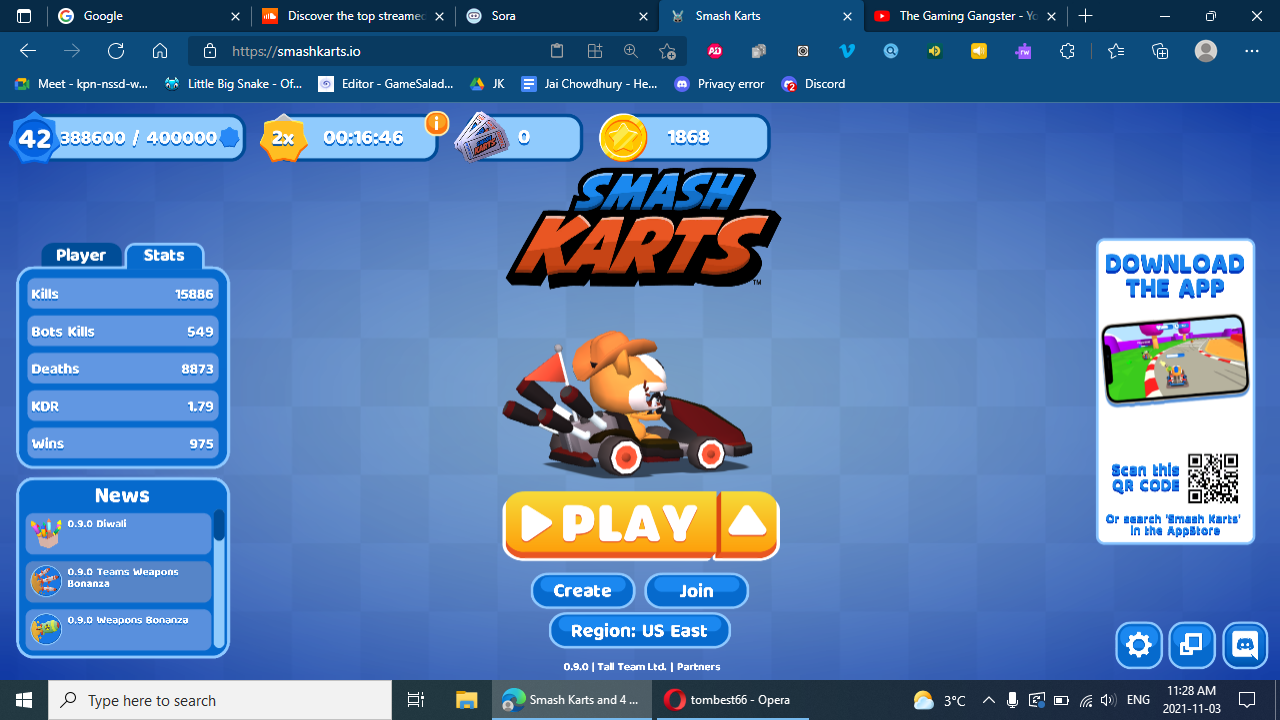 Google
Discover the top streamed
Sora
Smash Karts
The Gaming Gangster - Yo
https://smashkarts.io
Meet - kpn-nssd-w...
Little Big Snake - Of...
Editor - GameSalad...
JK
Jai Chowdhury - He...
Privacy error
Discord
42
388600 / 400000
2x
00:16:46
i
KARTS
0
1868
SMASH
KARTS
TM
Player
Stats
Kills 15886
Bots Kills 549
Deaths 8873
KDR 1.79
Wins 975
News
0.9.0 Diwali
0.9.0 Teams Weapons
Bonanza
0.9.0 Weapons Bonanza
PLAY
Create
Join
Region: US East
0.9.0 | Tall Team Ltd. | Partners
DOWNLOAD
THE APP
Scan this
QR CODE
Or search 'Smash Karts'
in the AppStore
Type here to search
Smash Karts and 4 ...
tombest66 - Opera
3°C
ENG
11:28 AM
2021-11-03